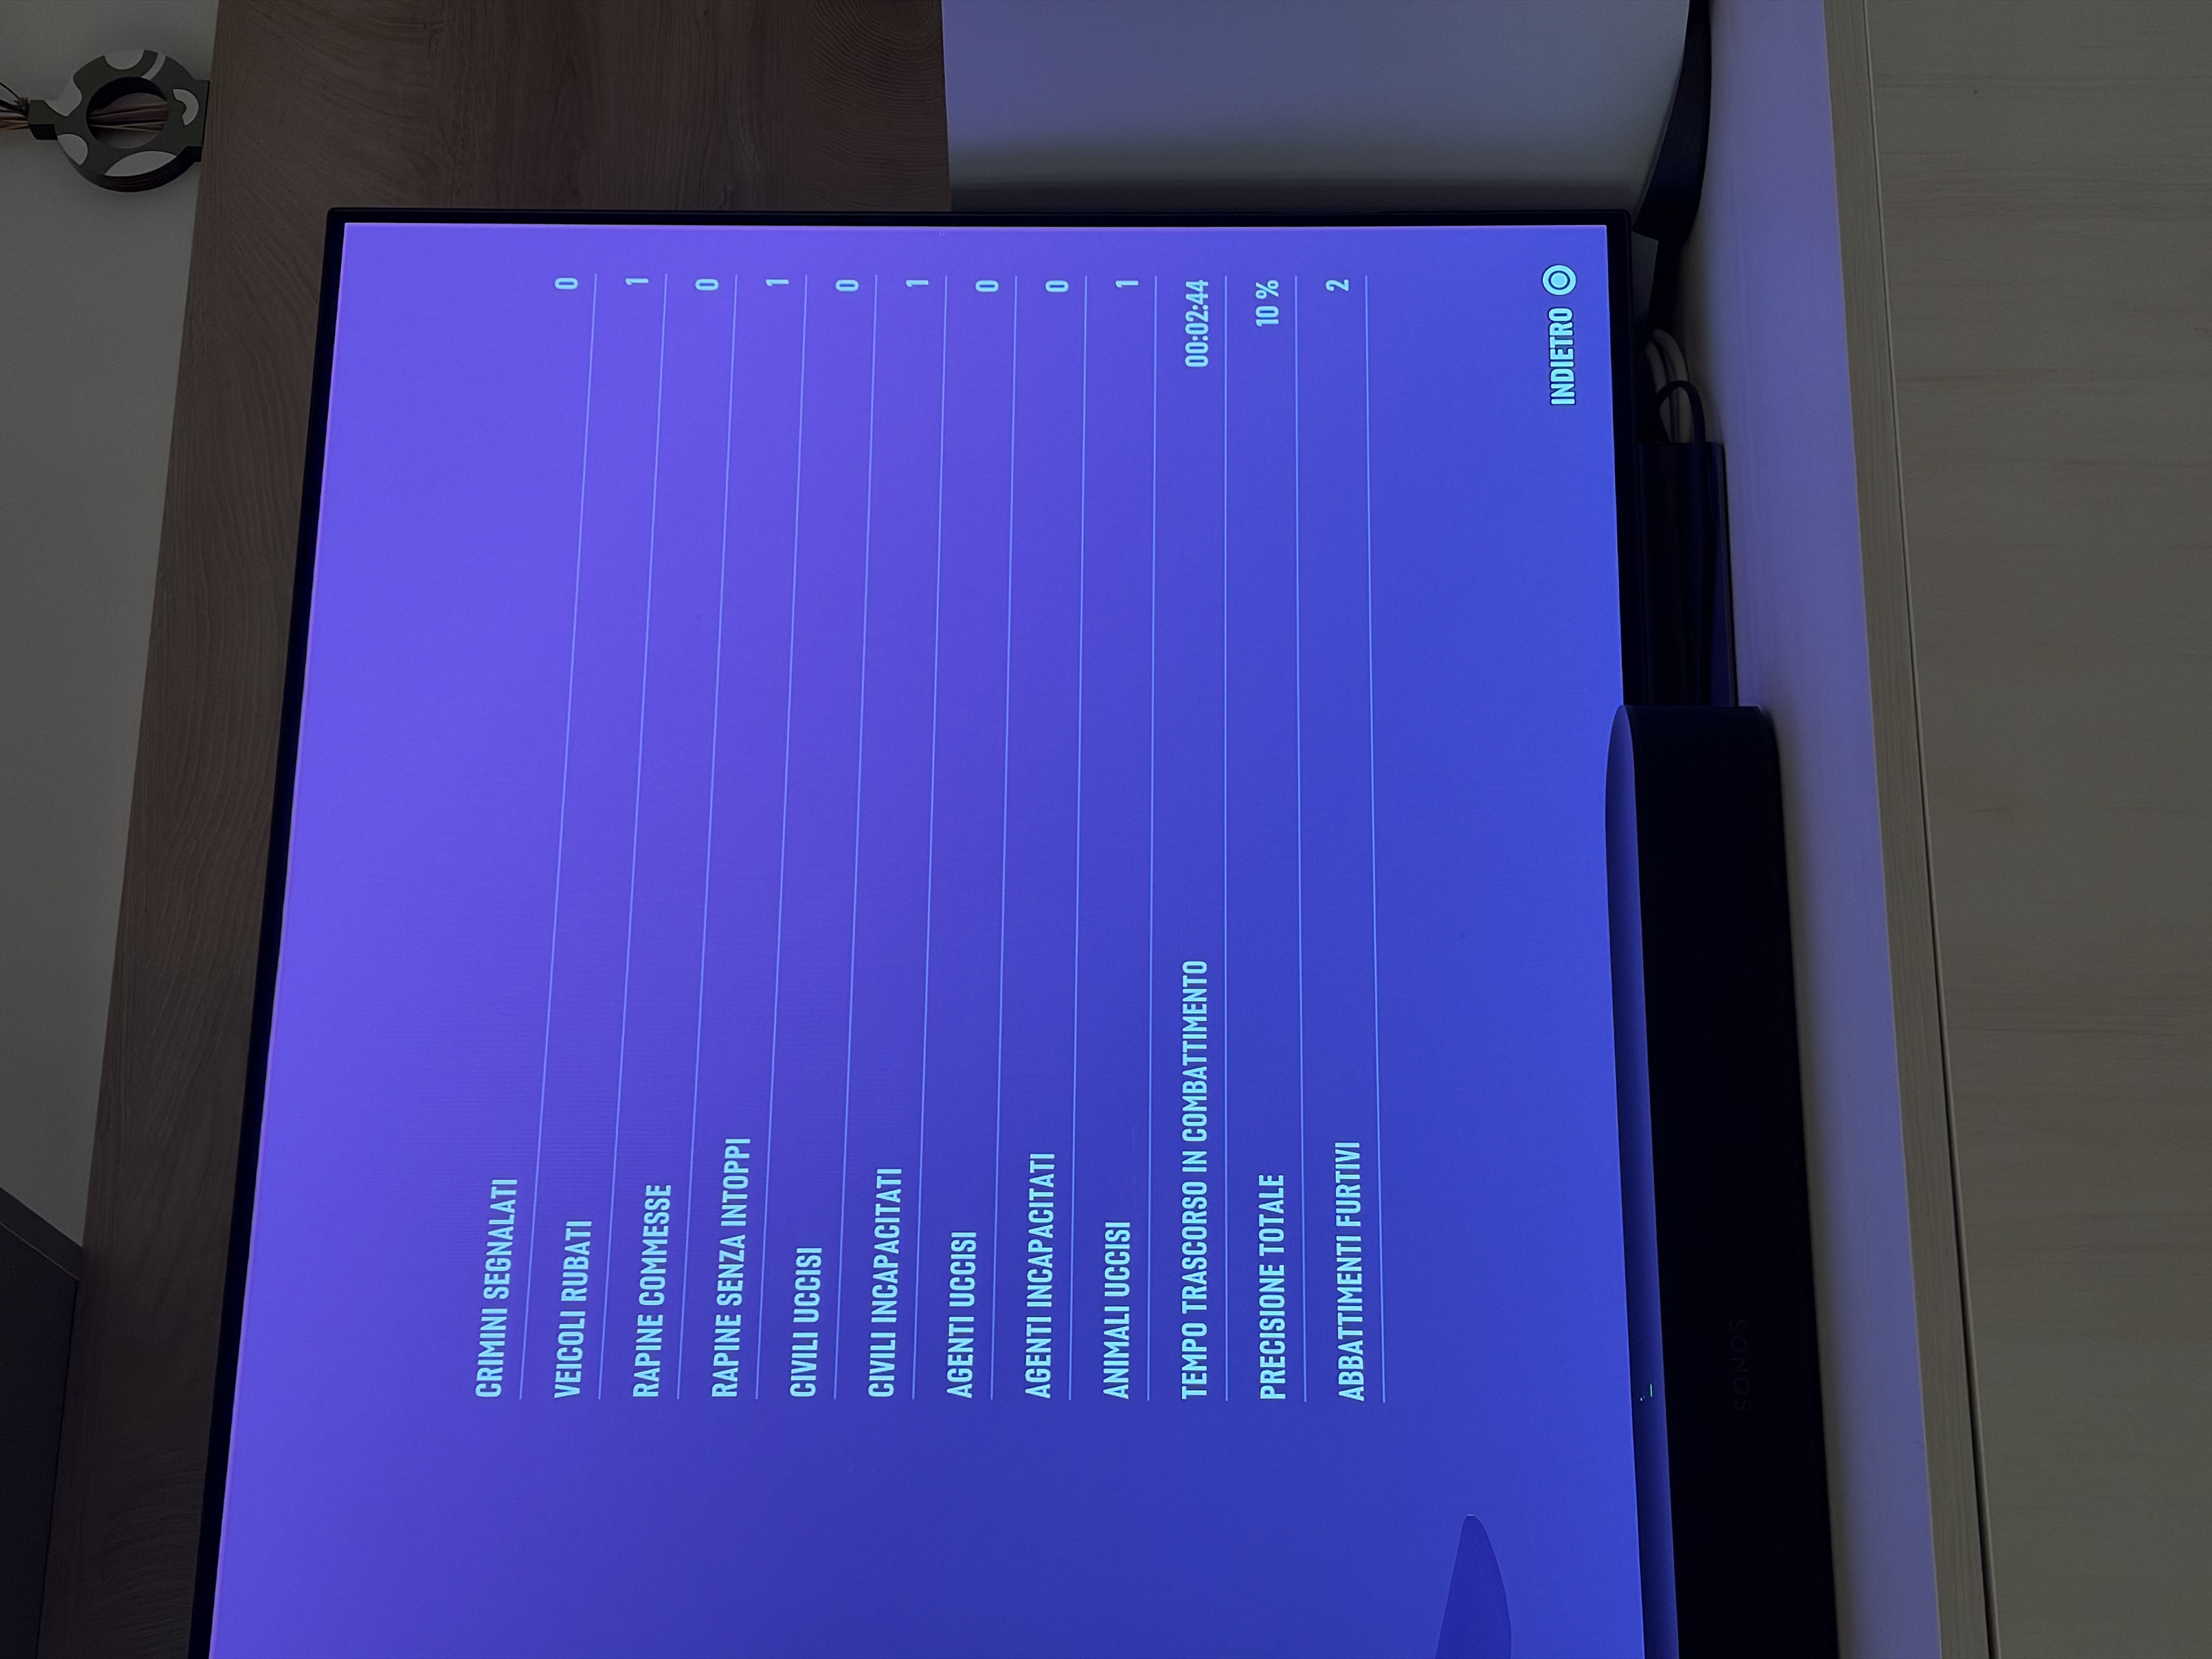 CRIMINI SEGNALATI 0
VEICOLI RUBATI 1
RAPINE COMMESSE 0
RAPINE SENZA INTOPPI 1
CIVILI UCCISI 0
CIVILI INCAPACITATI 1
AGENTI UCCISI 0
AGENTI INCAPACITATI 0
ANIMALI UCCISI 1
TEMPO TRASCORSO IN COMBATTIMENTO 00:02:44
PRECISIONE TOTALE 10 %
ABBATTIMENTI FURTIVI 2
INDIETRO
SONOS